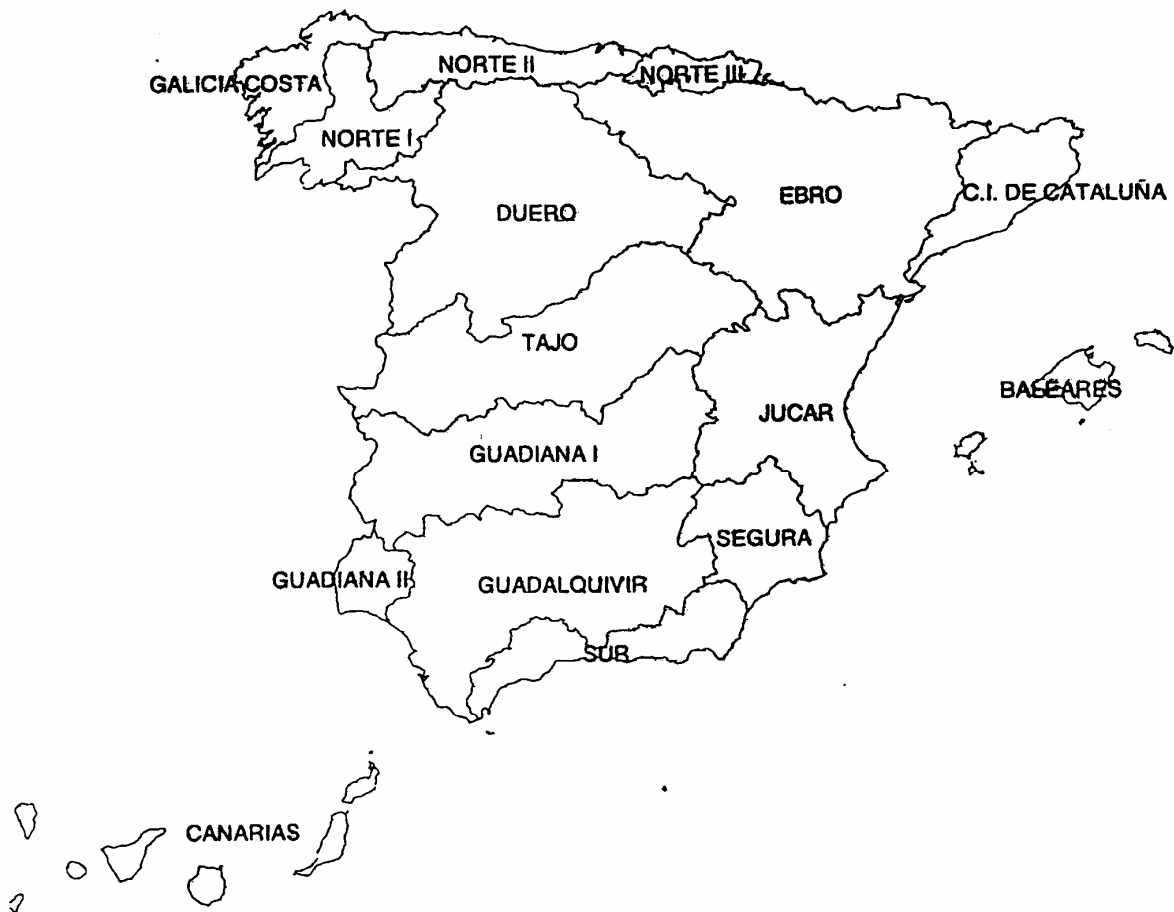 NORTE II
NORTE III
GALICIA COSTA
NORTE I
EBRO
C.I. DE CATALUÑA
DUERO
TAJO
BALEARES
JUCAR
GUADIANA I
SEGURA
GUADIANA II
GUADALQUIVIR
SUR
CANARIAS